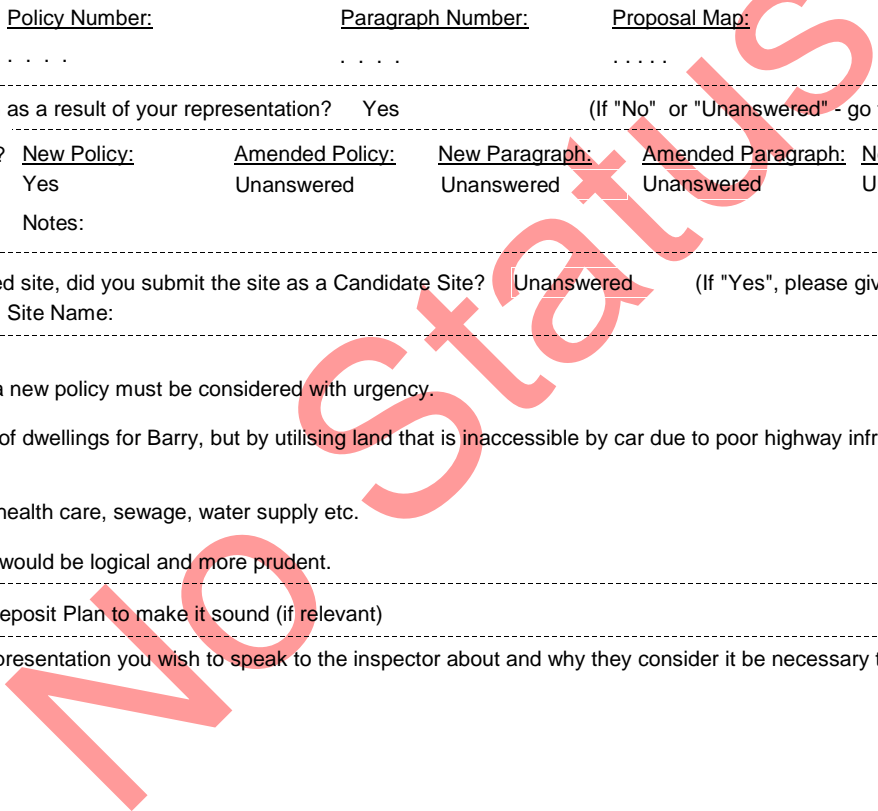 Policy Number: Paragraph Number: Proposal Map:
. . . . . . . . . . . . .
as a result of your representation? Yes (If "No" or "Unanswered" - go
? New Policy: Amended Policy: New Paragraph: Amended Paragraph:
Yes Unanswered Unanswered Unanswered
Notes:
ed site, did you submit the site as a Candidate Site? Unanswered (If "Yes", please giv
Site Name:
a new policy must be considered with urgency.
of dwellings for Barry, but by utilising land that is inaccessible by car due to poor highway infr
health care, sewage, water supply etc.
would be logical and more prudent.
eposit Plan to make it sound (if relevant)
presentation you wish to speak to the inspector about and why they consider it be necessary
No Status